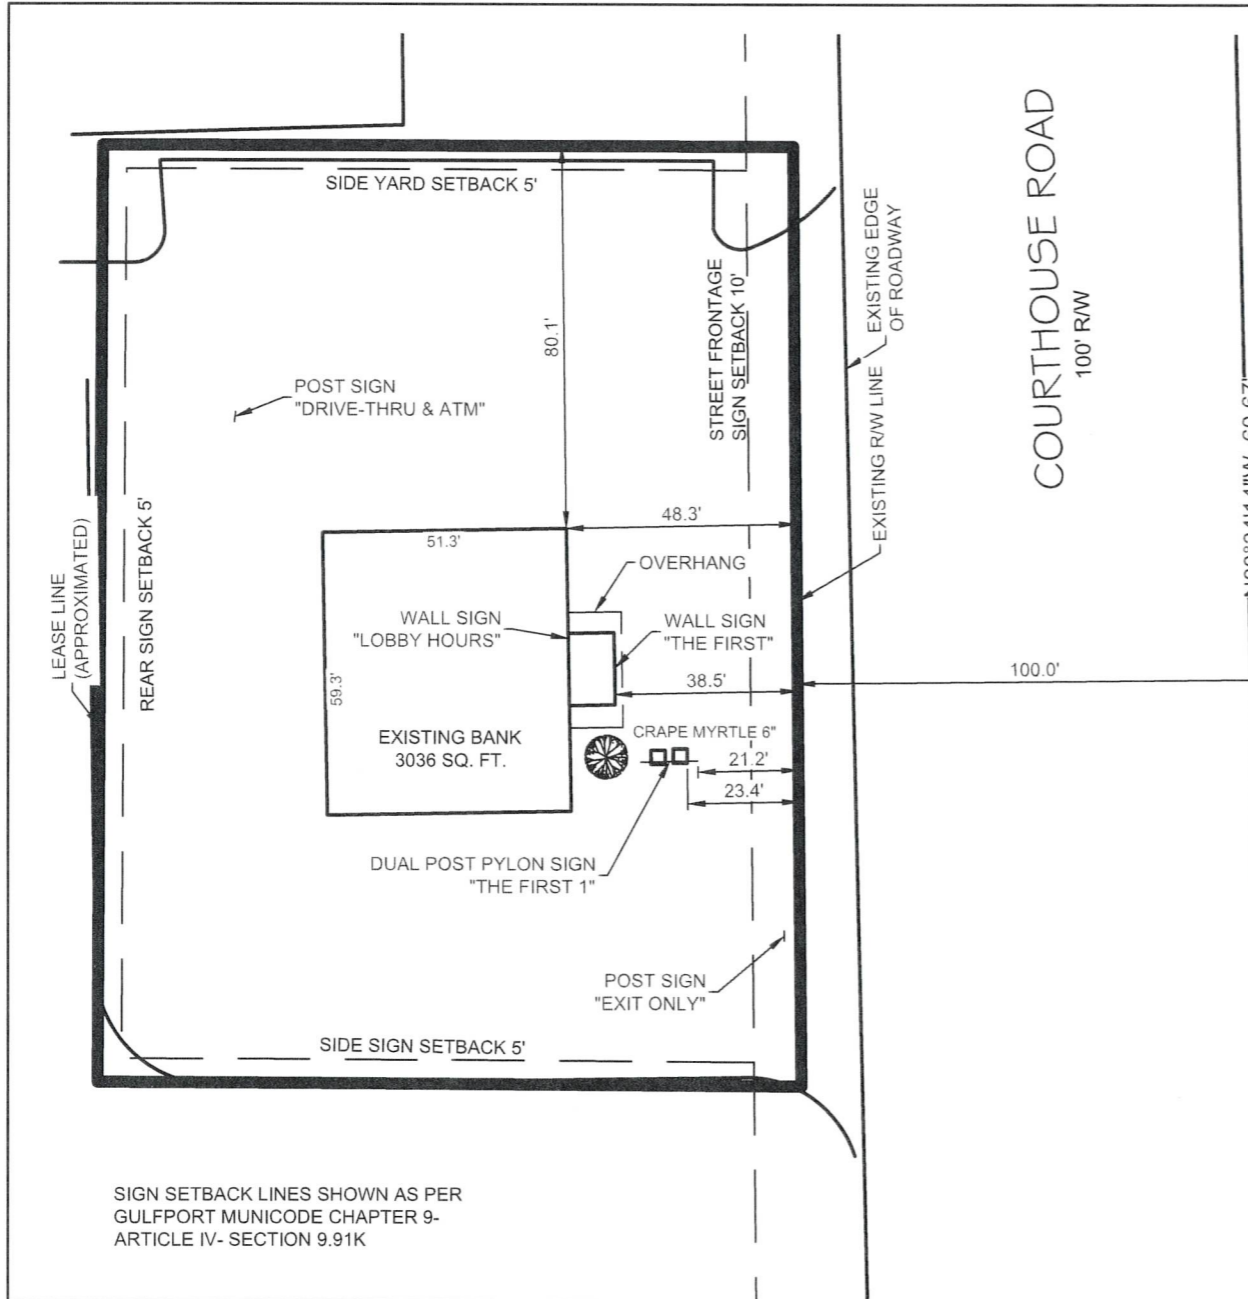 SIDE YARD SETBACK 5'
COURTHOUSE ROAD
100' R/W
EXISTING EDGE
OF ROADWAY
STREET FRONTAGE
SIGN SETBACK 10'
80.1'
POST SIGN
"DRIVE-THRU & ATM"
EXISTING R/W LINE
REAR SIGN SETBACK 5'
LEASE LINE
(APPROXIMATED)
48.3'
51.3'
OVERHANG
WALL SIGN
"LOBBY HOURS"
WALL SIGN
"THE FIRST"
59.3'
38.5'
100.0'
EXISTING BANK
3036 SQ. FT.
CRAPE MYRTLE 6"
21.2'
23.4'
DUAL POST PYLON SIGN
"THE FIRST 1"
POST SIGN
"EXIT ONLY"
SIDE SIGN SETBACK 5'
SIGN SETBACK LINES SHOWN AS PER
GULFPORT MUNICODE CHAPTER 9-
ARTICLE IV- SECTION 9.91K